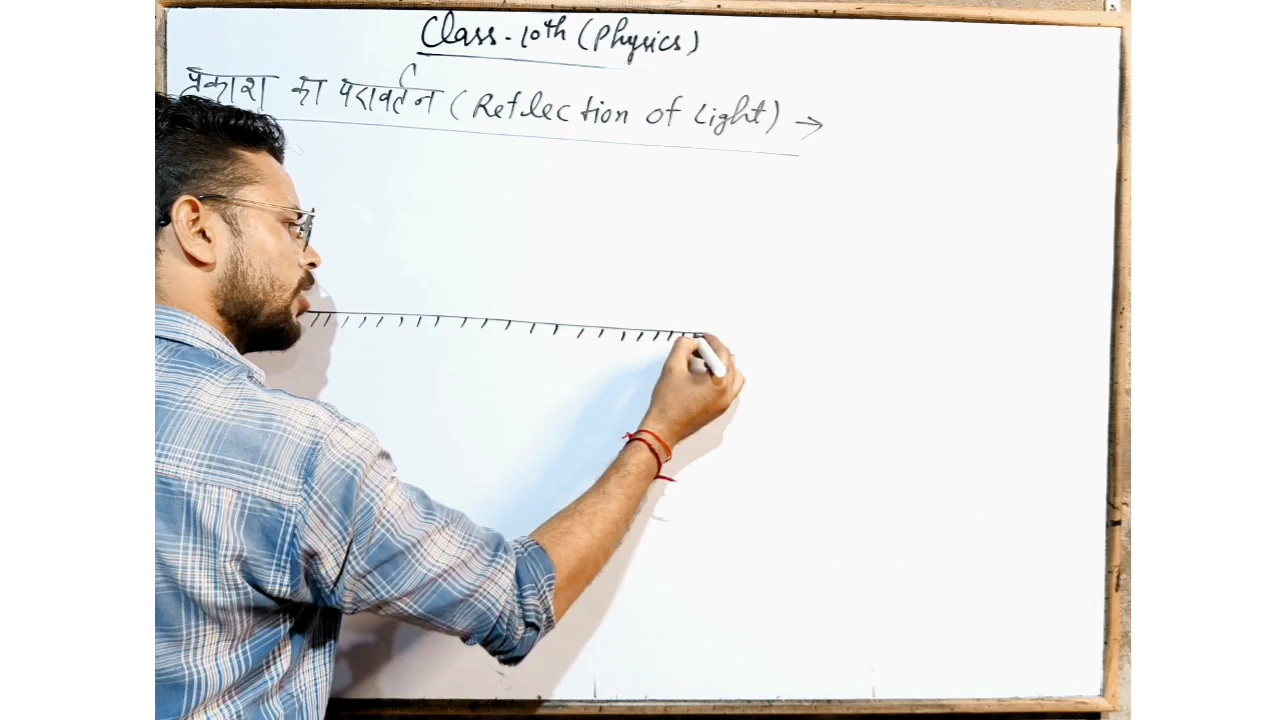 Class-10th (Physics)
प्रकाश का परावर्तन (Reflection of Light) →